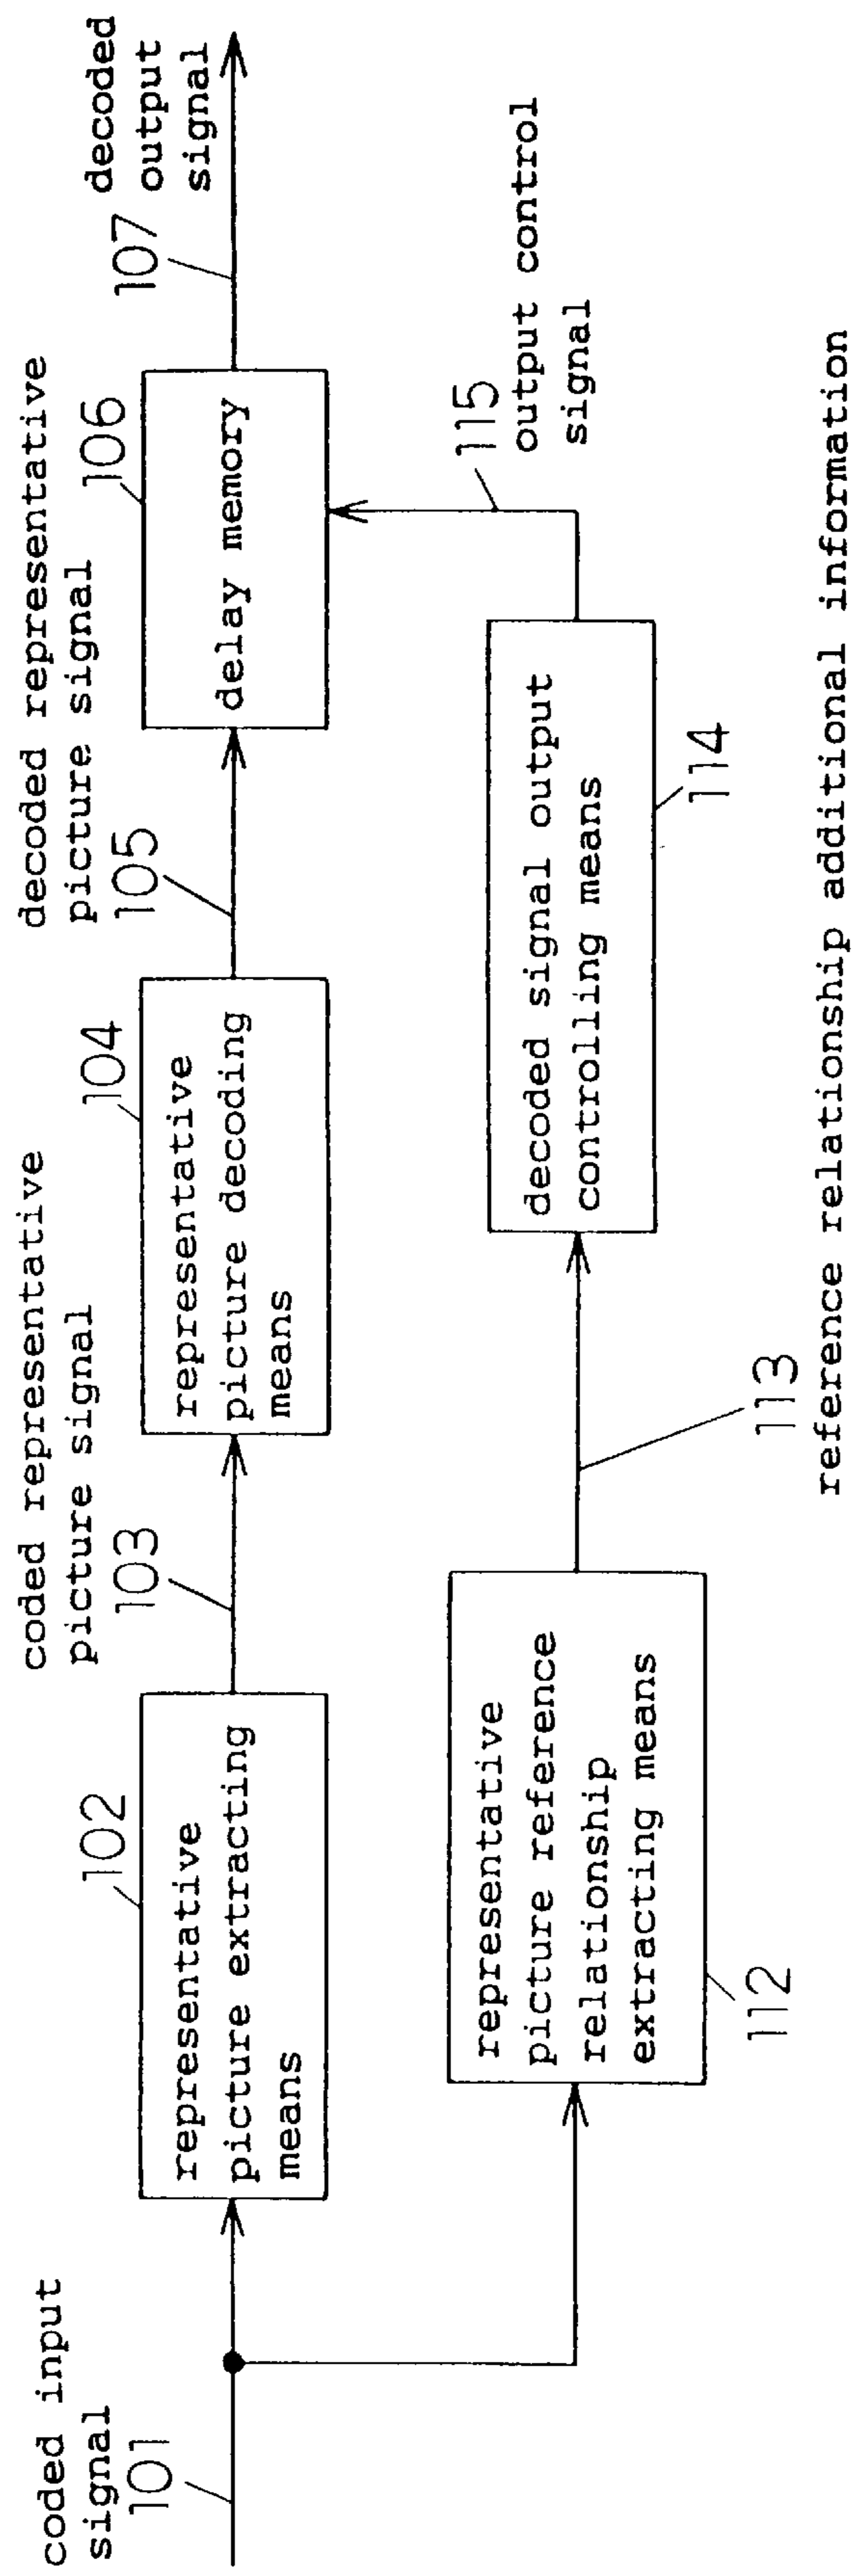 coded input
signal
101
102
representative
picture extracting
means
coded representative
picture signal
103
104
representative
picture decoding
means
decoded representative
picture signal
105
106
delay memory
107
decoded
output
signal
representative
picture reference
relationship
extracting means
112
113
reference relationship additional information
decoded signal output
controlling means
114
115
output control
signal